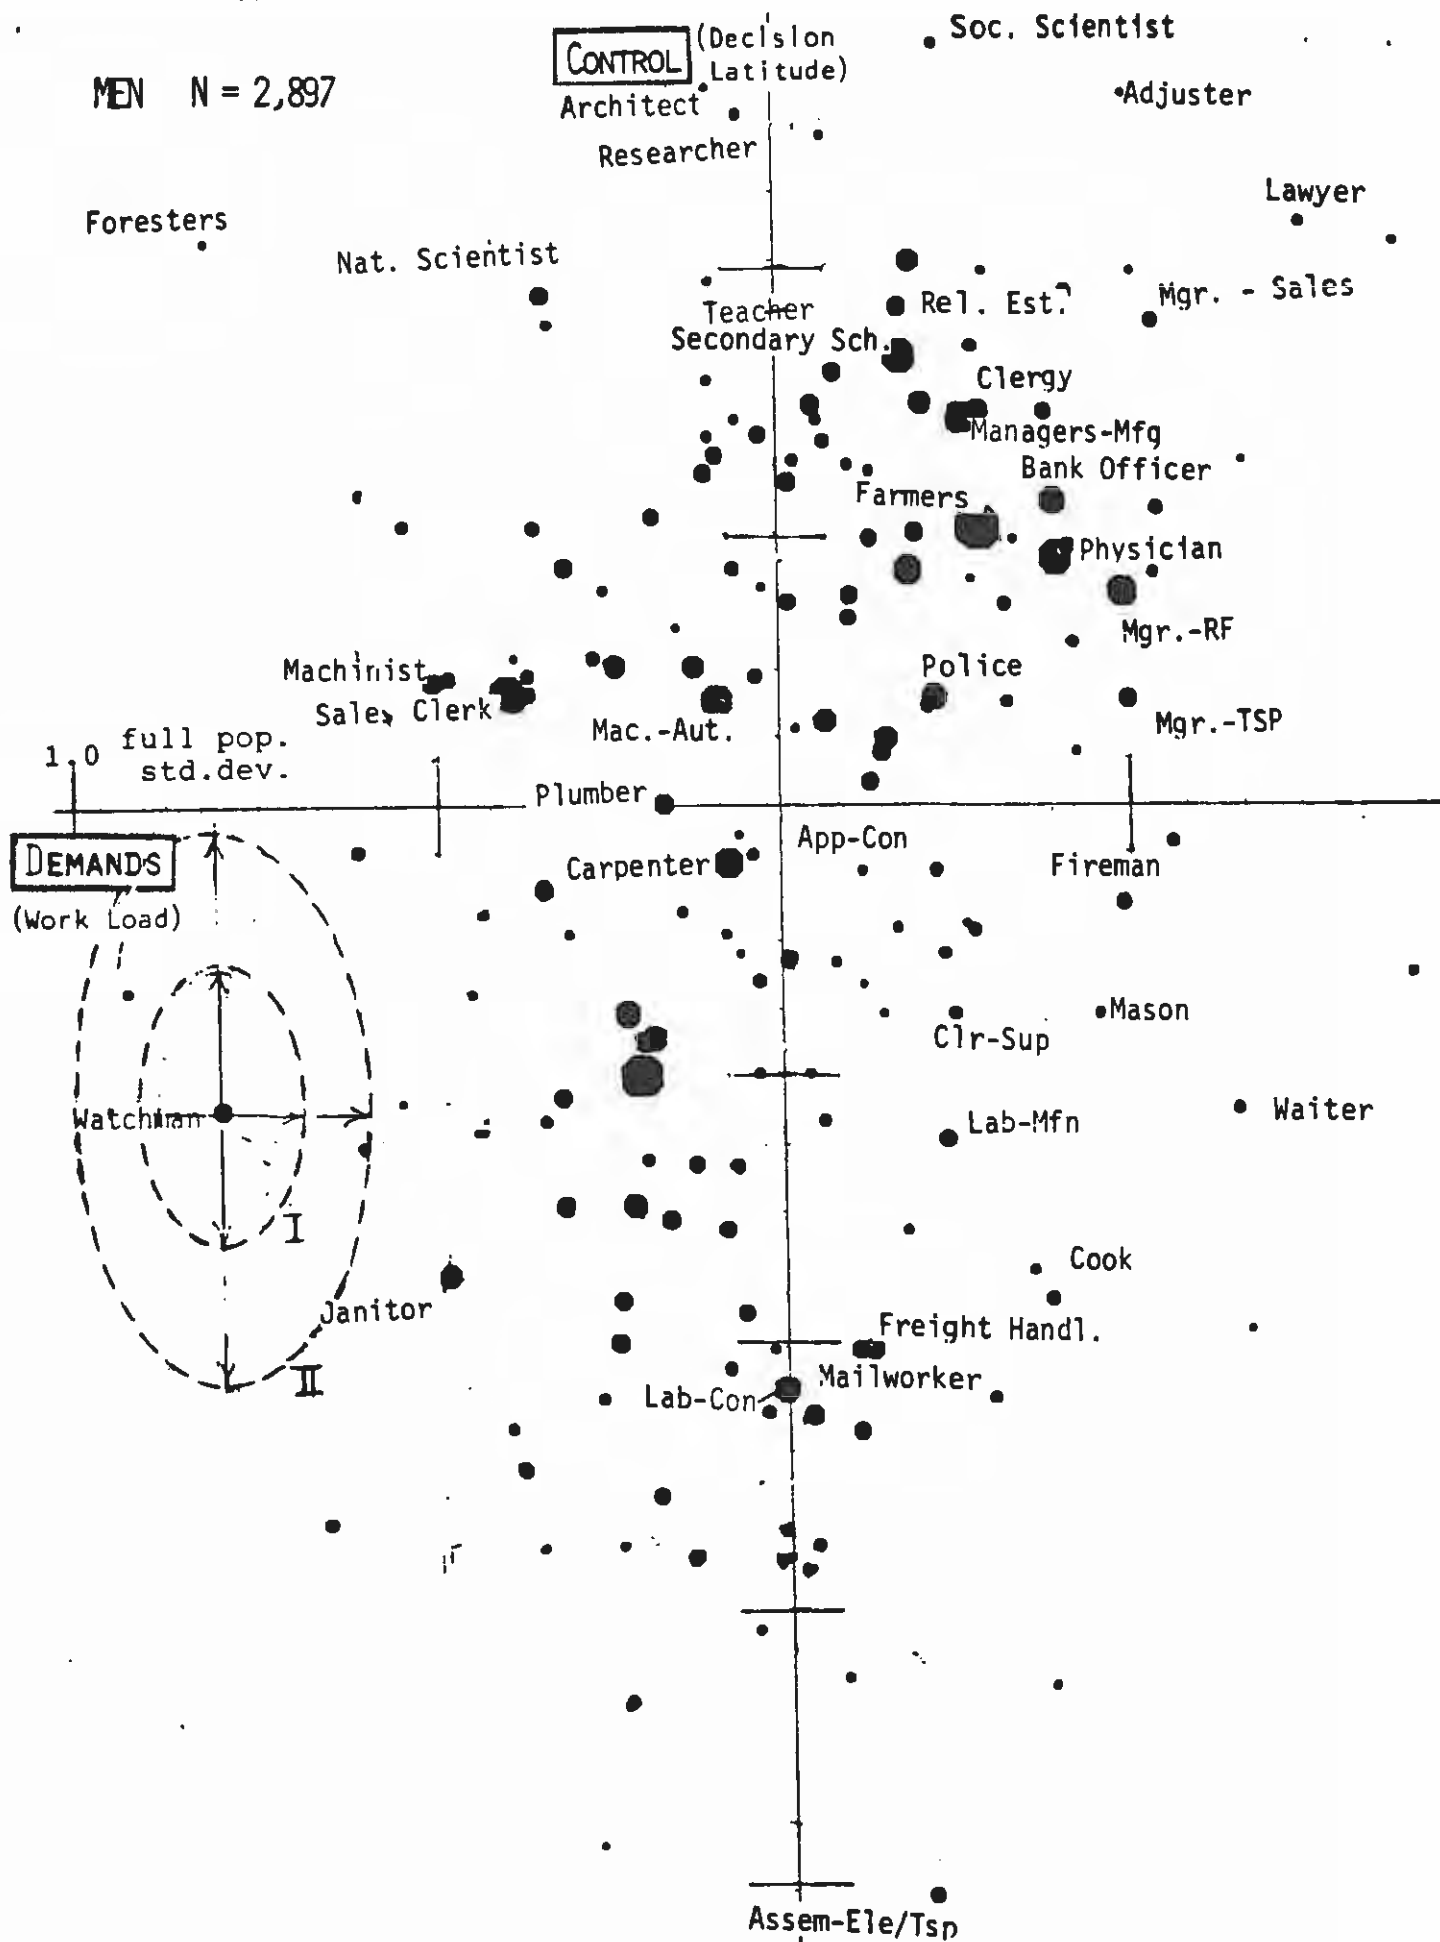 CONTROL
(Decision
Latitude)
Soc. Scientist
MEN N = 2,897
Adjuster
Architect
Researcher
Lawyer
Foresters
Nat. Scientist
Mgr. - Sales
Rel. Est.
Teacher
Secondary Sch.
Clergy
Managers-Mfg
Bank Officer
Farmers
Physician
Mgr.-RF
Machinist
Police
Sales Clerk
Mac.-Aut.
Mgr.-TSP
1.0 full pop.
std.dev.
Plumber
App-Con
DEMANDS
(Work Load)
Carpenter
Fireman
Mason
Clr-Sup
Watchman
Lab-Mfn
Waiter
I
Cook
Janitor
Freight Handl.
II
Mailworker
Lab-Con
Assem-Ele/Tsp